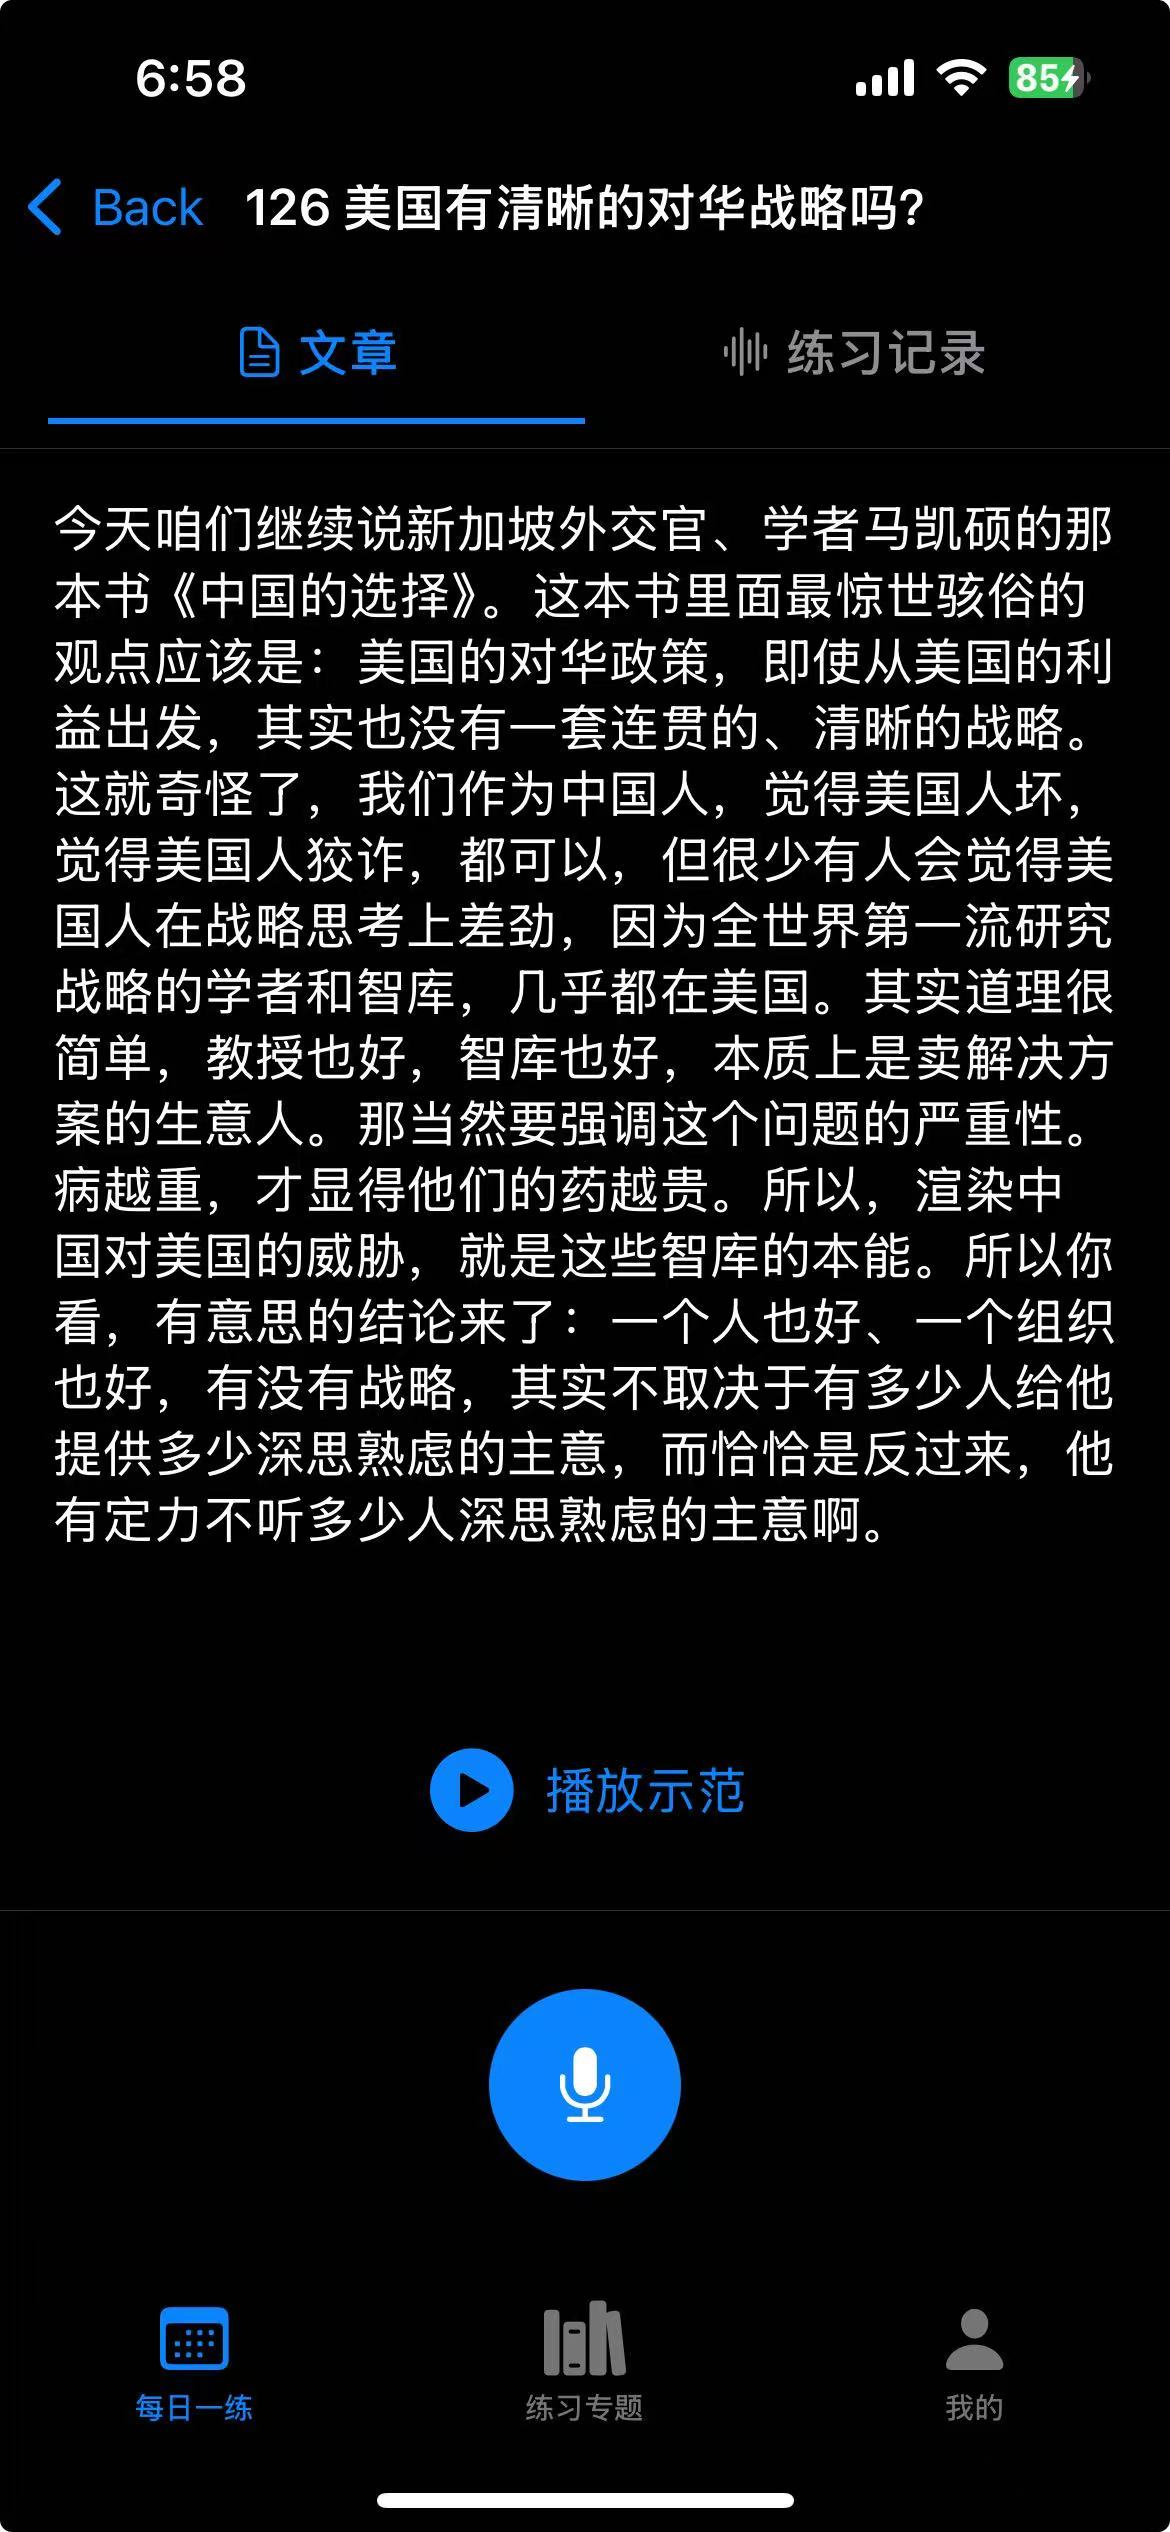 6:58
85
Back 126 美国有清晰的对华战略吗?
文章 练习记录
今天咱们继续说新加坡外交官、学者马凯硕的那
本书《中国的选择》。这本书里面最惊世骇俗的
观点应该是：美国的对华政策，即使从美国的利
益出发，其实也没有一套连贯的、清晰的战略。
这就奇怪了，我们作为中国人，觉得美国人坏，
觉得美国人狡诈，都可以，但很少有人会觉得美
国人在战略思考上差劲，因为全世界第一流研究
战略的学者和智库，几乎都在美国。其实道理很
简单，教授也好，智库也好，本质上是卖解决方
案的生意人。那当然要强调这个问题的严重性。
病越重，才显得他们的药越贵。所以，渲染中
国对美国的威胁，就是这些智库的本能。所以你
看，有意思的结论来了：一个人也好、一个组织
也好，有没有战略，其实不取决于有多少人给他
提供多少深思熟虑的主意，而恰恰是反过来，他
有定力不听多少人深思熟虑的主意啊。
播放示范
每日一练 练习专题 我的